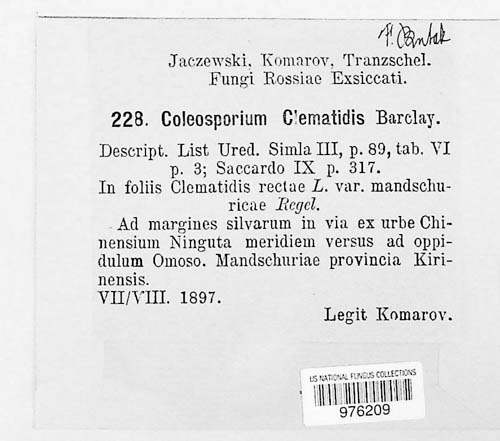 Jaczewski, Komarov, Tranzschel.
Fungi Rossiae Exsiccati.
228. Coleosporium Clematidis Barclay.
Descript. List Ured. Simla III, p. 89, tab. VI
p. 3; Saccardo IX p. 317.
In foliis Clematidis rectae L. var. mandschu-
ricae Regel.
Ad margines silvarum in via ex urbe Chi-
nensium Ninguta meridiem versus ad oppi-
dulum Omoso. Mandschuriae provincia Kiri-
nensis.
VII/VIII. 1897.
Legit Komarov.
US NATIONAL FUNGUS COLLECTIONS
976209